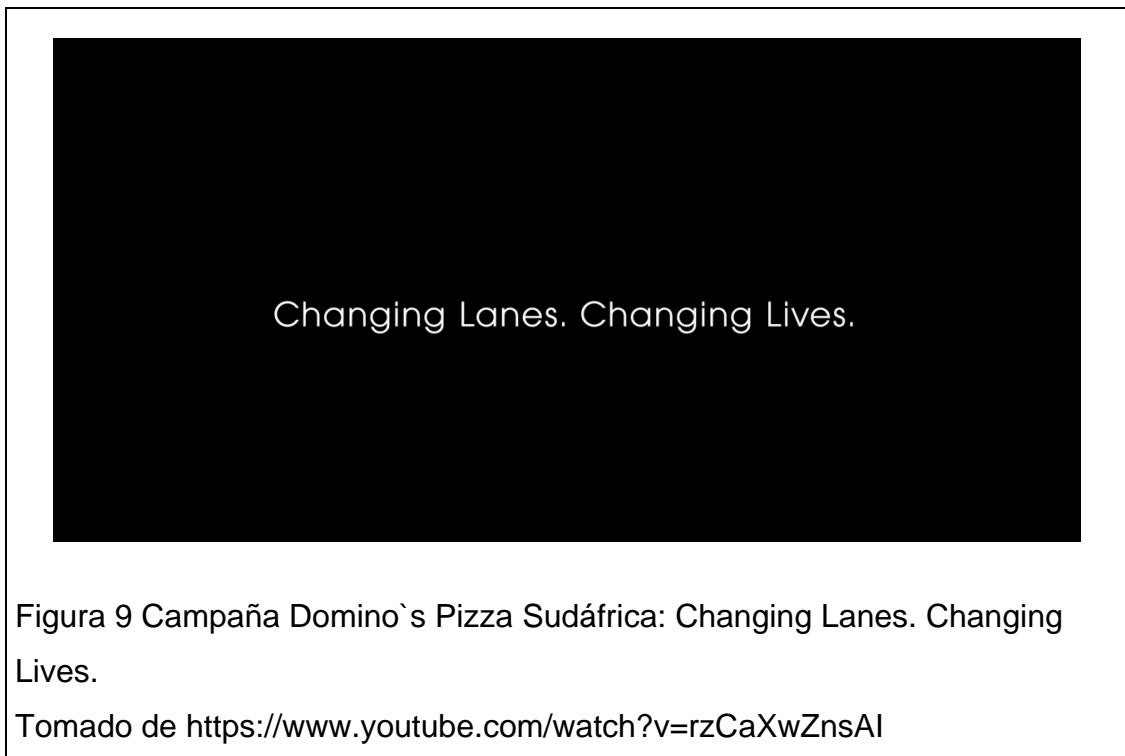 Changing Lanes. Changing Lives.
Figura 9 Campaña Domino`s Pizza Sudáfrica: Changing Lanes. Changing
Lives.
Tomado de https://www.youtube.com/watch?v=rzCaXwZnsAI